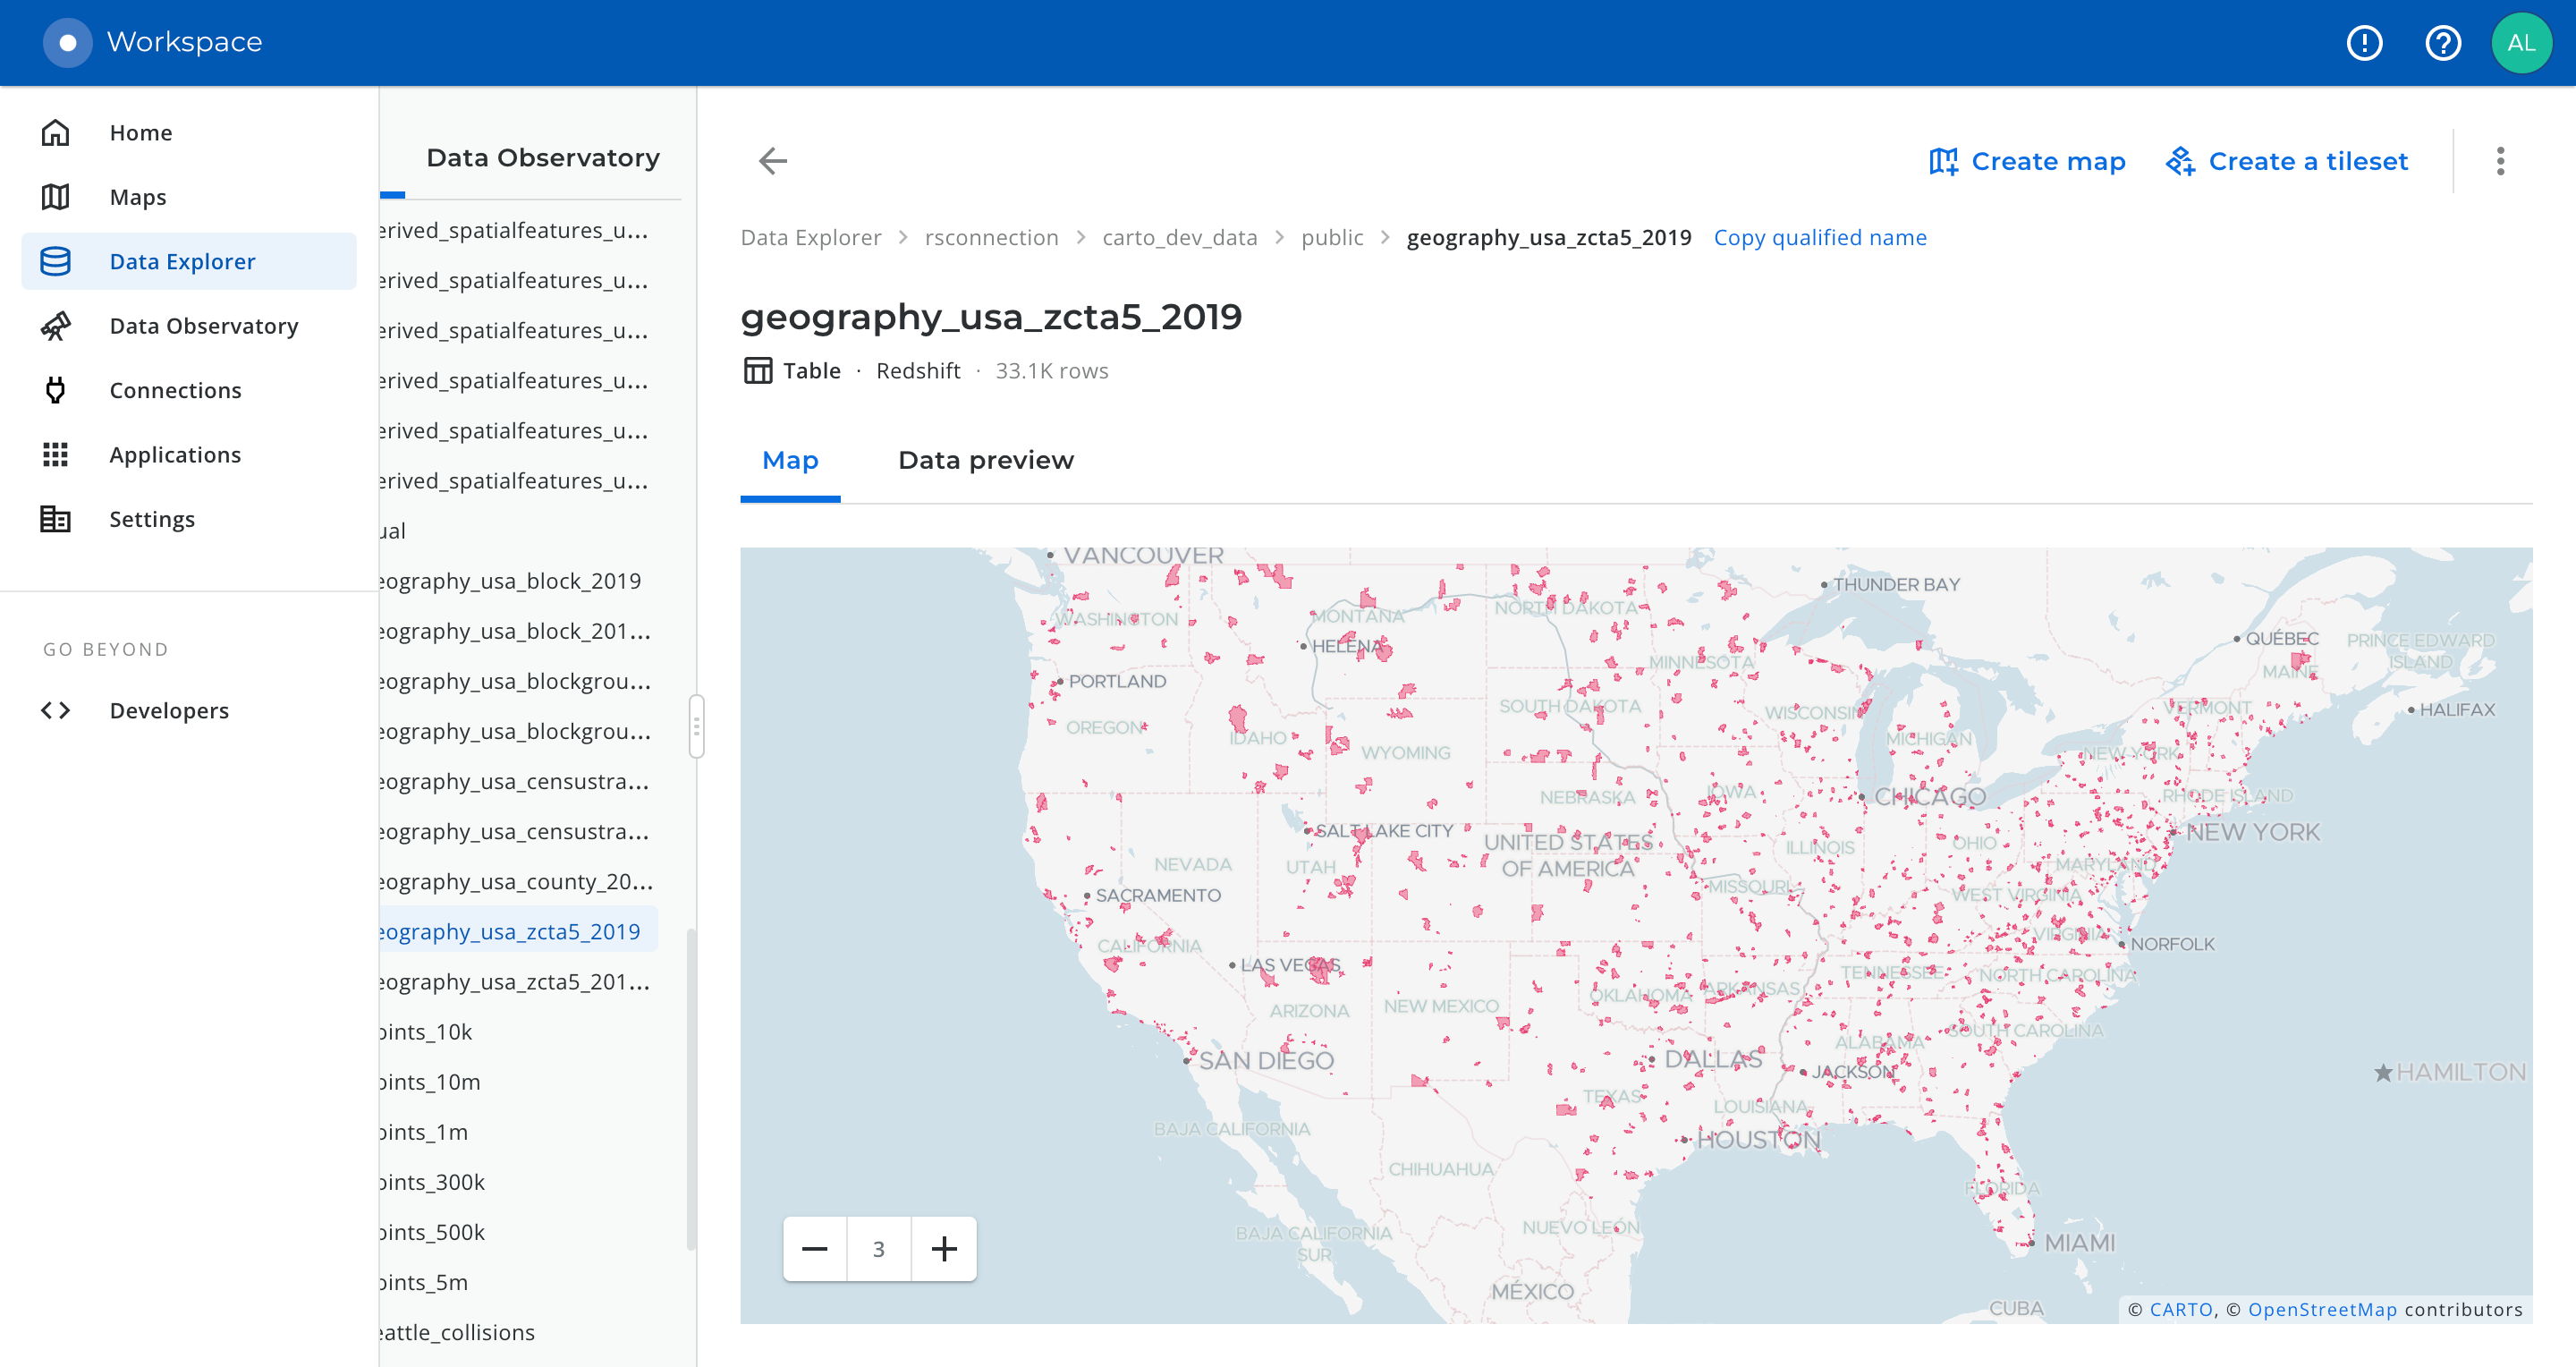 Workspace
AL
Home
Maps
Data Explorer
Data Observatory
Connections
Applications
Settings
GO BEYOND
Developers
Data Observatory
erived_spatialfeatures_u...
erived_spatialfeatures_u...
erived_spatialfeatures_u...
erived_spatialfeatures_u...
erived_spatialfeatures_u...
erived_spatialfeatures_u...
ual
eography_usa_block_2019
eography_usa_block_201...
eography_usa_blockgrou...
eography_usa_blockgrou...
eography_usa_censustra...
eography_usa_censustra...
eography_usa_county_20...
eography_usa_zcta5_2019
eography_usa_zcta5_201...
oints_10k
oints_10m
oints_1m
oints_300k
oints_500k
oints_5m
eattle_collisions
Create map
Create a tileset
Data Explorer > rsconnection > carto_dev_data > public > geography_usa_zcta5_2019 Copy qualified name
geography_usa_zcta5_2019
Table · Redshift · 33.1K rows
Map
Data preview
VANCOUVER
THUNDER BAY
WASHINGTON
MONTANA
NORTH DAKOTA
HELENA
QUÉBEC
PRINCE EDWARD
ISLAND
MINNESOTA
MAINE
PORTLAND
SOUTH DAKOTA
WISCONSIN
VERMONT
HALIFAX
OREGON
IDAHO
WYOMING
MICHIGAN
NEW YORK
NEBRASKA
IOWA
CHICAGO
RHODE ISLAND
SALT LAKE CITY
UNITED STATES
OF AMERICA
NEW YORK
NEVADA
UTAH
ILLINOIS
OHIO
MARYLAND
SACRAMENTO
MISSOURI
WEST VIRGINIA
CALIFORNIA
VIRGINIA
NORFOLK
LAS VEGAS
TENNESSEE
NORTH CAROLINA
ARIZONA
NEW MEXICO
OKLAHOMA
ARKANSAS
SOUTH CAROLINA
SAN DIEGO
DALLAS
ALABAMA
JACKSON
HAMILTON
TEXAS
LOUISIANA
BAJA CALIFORNIA
HOUSTON
CHIHUAHUA
FLORIDA
BAJA CALIFORNIA
SUR
NUEVO LEÓN
MIAMI
MÉXICO
CUBA
3
© CARTO, © OpenStreetMap contributors